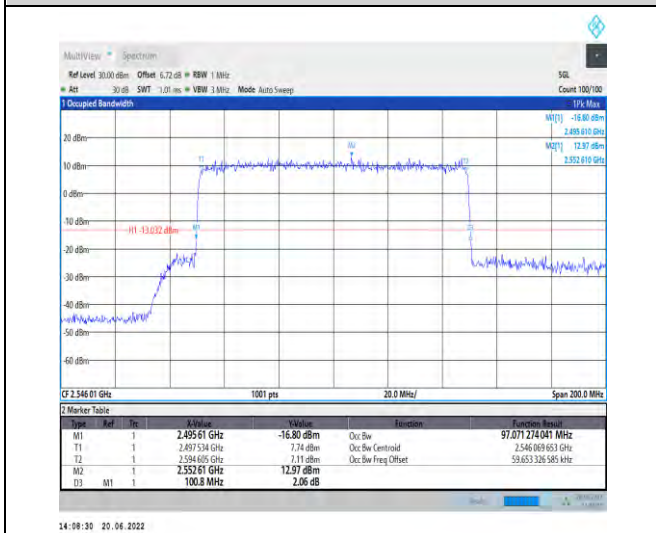 MultiView Spectrum
Ref Level 30.00 dBm Offset 6.72 dB RBW 1 MHz SGL
Att 30 dB SWT 1.01 ms VBW 3 MHz Mode Auto Sweep Count 100/100
1 Occupied Bandwidth 1Pk Max
M1[1] -16.80 dBm
2.495 610 GHz
M2[1] 12.97 dBm
2.552 610 GHz
20 dBm
M2
T1
10 dBm
0 dBm
-10 dBm
H1 -13.032 dBm
M1
D3
-20 dBm
-30 dBm
-40 dBm
-50 dBm
-60 dBm
CF 2.546 01 GHz 1001 pts 20.0 MHz/ Span 200.0 MHz
2 Marker Table
Type Ref Trc X-Value Y-Value Function Function Result
M1 1 2.495 61 GHz -16.80 dBm Occ Bw 97.071 274 041 MHz
T1 1 2.497 534 GHz 7.74 dBm Occ Bw Centroid 2.546 069 653 GHz
T2 1 2.594 605 GHz 7.11 dBm Occ Bw Freq Offset 59.653 326 585 kHz
M2 1 2.552 61 GHz 12.97 dBm
D3 M1 1 100.8 MHz 2.06 dB
14:08:30 20.06.2022